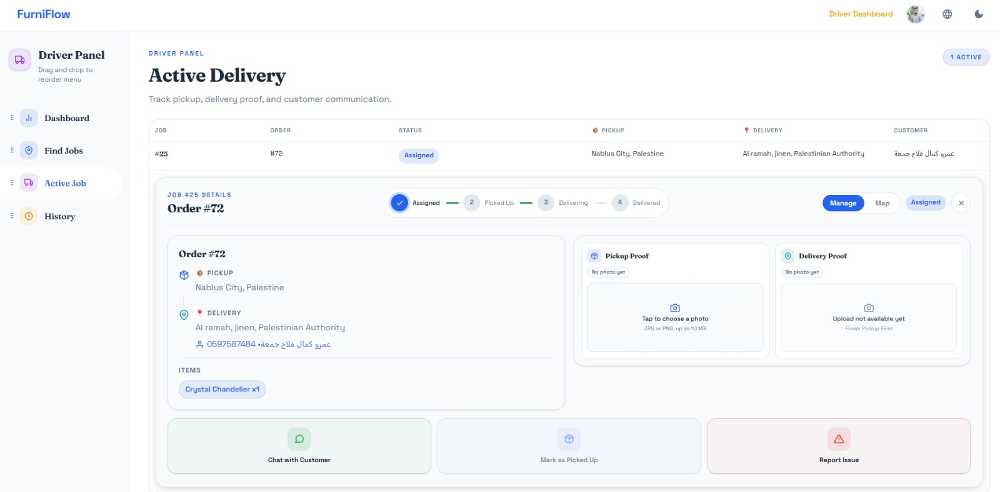 FurniFlow
Driver Dashboard
Driver Panel
Drag and drop to
reorder menu
Dashboard
Find Jobs
Active Job
History
DRIVER PANEL
1 ACTIVE
Active Delivery
Track pickup, delivery proof, and customer communication.
JOB ORDER STATUS 📦 PICKUP 📍 DELIVERY CUSTOMER
#25 #72 Assigned Nablus City, Palestine Al ramah, jinen, Palestinian Authority عمرو كمال فلاح جمعة
JOB #25 DETAILS
Order #72
Assigned 2 Picked Up 3 Delivering 4 Delivered
Manage Map Assigned
Order #72
📦 PICKUP
Nablus City, Palestine
📍 DELIVERY
Al ramah, jinen, Palestinian Authority
عمرو كمال فلاح جمعة• 0597587484
ITEMS
Crystal Chandelier x1
Pickup Proof
No photo yet
Tap to choose a photo
JPG or PNG, up to 10 MB
Delivery Proof
No photo yet
Upload not available yet
Finish Pickup First
Chat with Customer
Mark as Picked Up
Report Issue